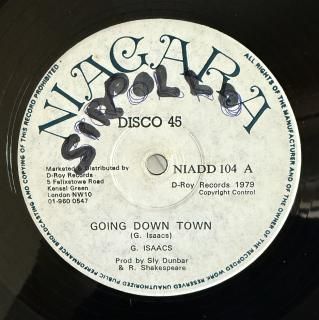 NIAGARA
DISCO 45
Marketed & Distributed by
D-Roy Records
5 Felixstowe Road
Kensal Green
London NW10
01-960 0547
NIADD 104 A
D-Roy Records 1979
Copyright Control
GOING DOWN TOWN
(G. Isaacs)
G. ISAACS
Prod by Sly Dunbar
& R. Shakespeare
ALL RIGHTS OF THE MANUFACTURER AND OF THE OWNER OF THE RECORDED WORK RESERVED UNAUTHORISED PUBLIC PERFORMANCE BROADCASTING AND COPYING OF THIS RECORD PROHIBITED